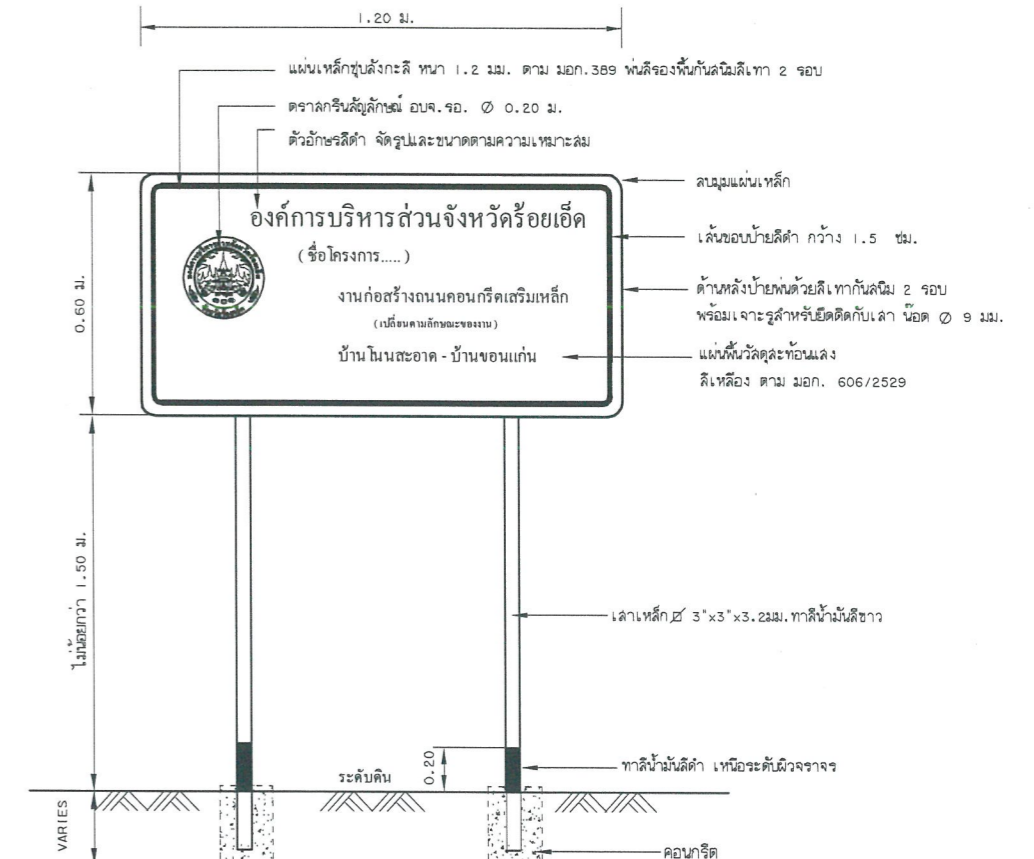 1.20 ม.
แผ่นเหล็กชุบสังกะสี หนา 1.2 มม. ตาม มอก.389 พ่นสีรองพื้นกันสนิมสีเทา 2 รอบ
ตราสกรีนสัญลักษณ์ อบจ.รอ. Ø 0.20 ม.
ตัวอักษรสีดำ จัดรูปและขนาดตามความเหมาะสม
ลบมุมแผ่นเหล็ก
องค์การบริหารส่วนจังหวัดร้อยเอ็ด
เส้นขอบป้ายสีดำ กว้าง 1.5 ซม.
(ชื่อโครงการ.....)
0.60 ม.
งานก่อสร้างถนนคอนกรีตเสริมเหล็ก
ด้านหลังป้ายพ่นด้วยสีเทากันสนิม 2 รอบ
พร้อมเจาะรูสำหรับยึดติดกับเสา น๊อต Ø 9 มม.
(เปลี่ยนตามลักษณะของงาน)
บ้านโนนสะอาด - บ้านขอนแก่น
แผ่นพื้นวัสดุสะท้อนแสง
สีเหลือง ตาม มอก. 606/2529
ไม่น้อยกว่า 1.50 ม.
เสาเหล็ก 3"x3"x3.2มม.ทาสีน้ำมันสีขาว
ระดับดิน
0.20
ทาสีน้ำมันสีดำ เหนือระดับผิวจราจร
VARIES
คอนกรีต